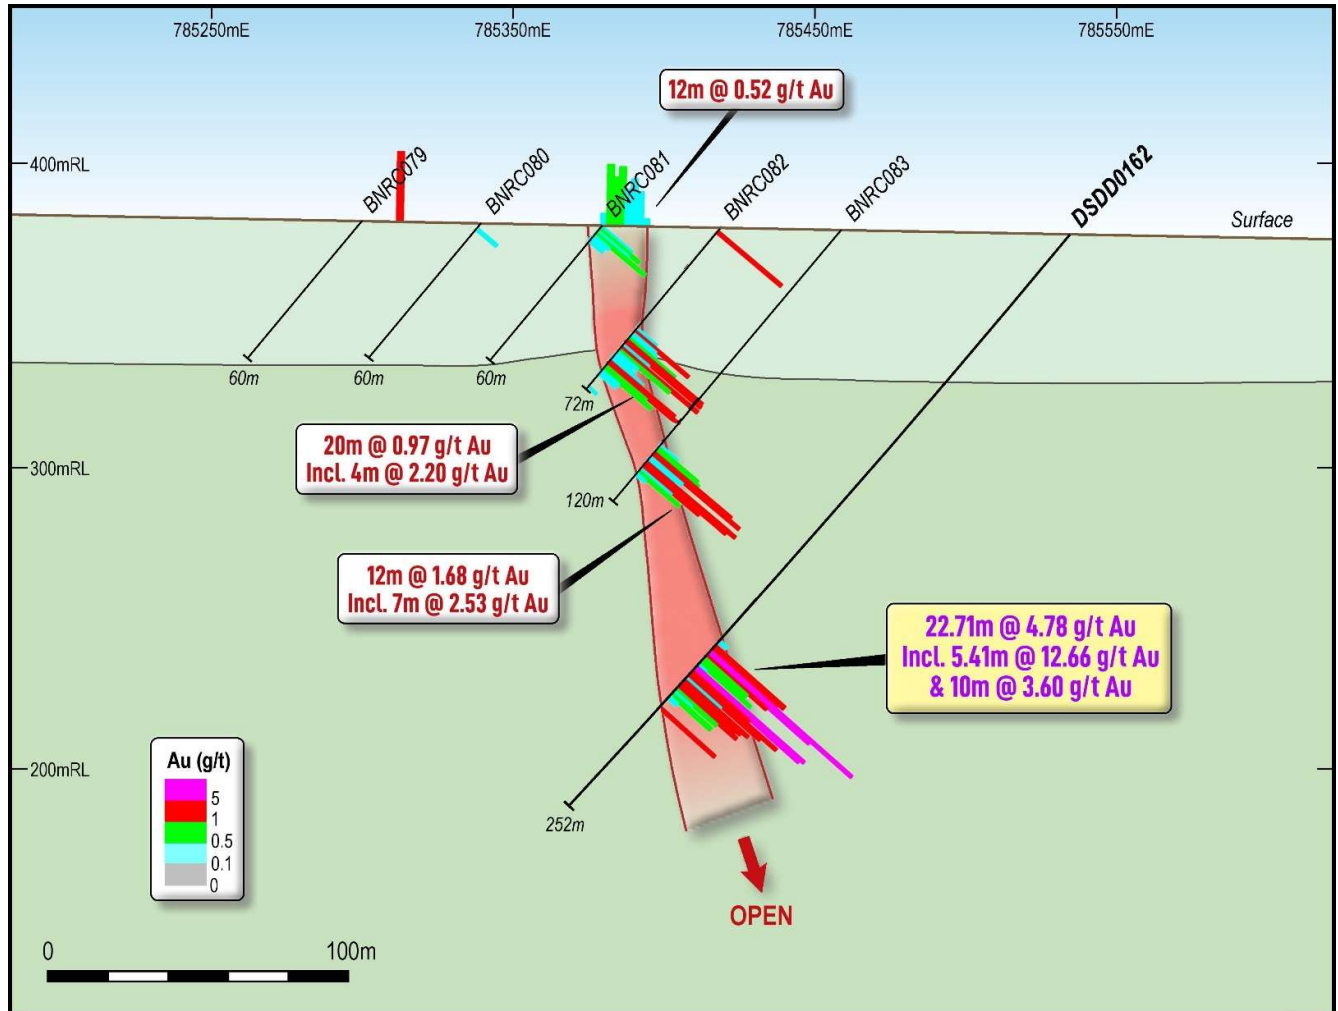 785250mE
785350mE
785450mE
785550mE
12m @ 0.52 g/t Au
400mRL
BNRC079
BNRC080
BNRC081
BNRC082
BNRC083
DSDD0162
Surface
60m
60m
60m
72m
20m @ 0.97 g/t Au
Incl. 4m @ 2.20 g/t Au
300mRL
120m
12m @ 1.68 g/t Au
Incl. 7m @ 2.53 g/t Au
22.71m @ 4.78 g/t Au
Incl. 5.41m @ 12.66 g/t Au
& 10m @ 3.60 g/t Au
200mRL
Au (g/t)
5
1
0.5
0.1
0
252m
OPEN
0
100m